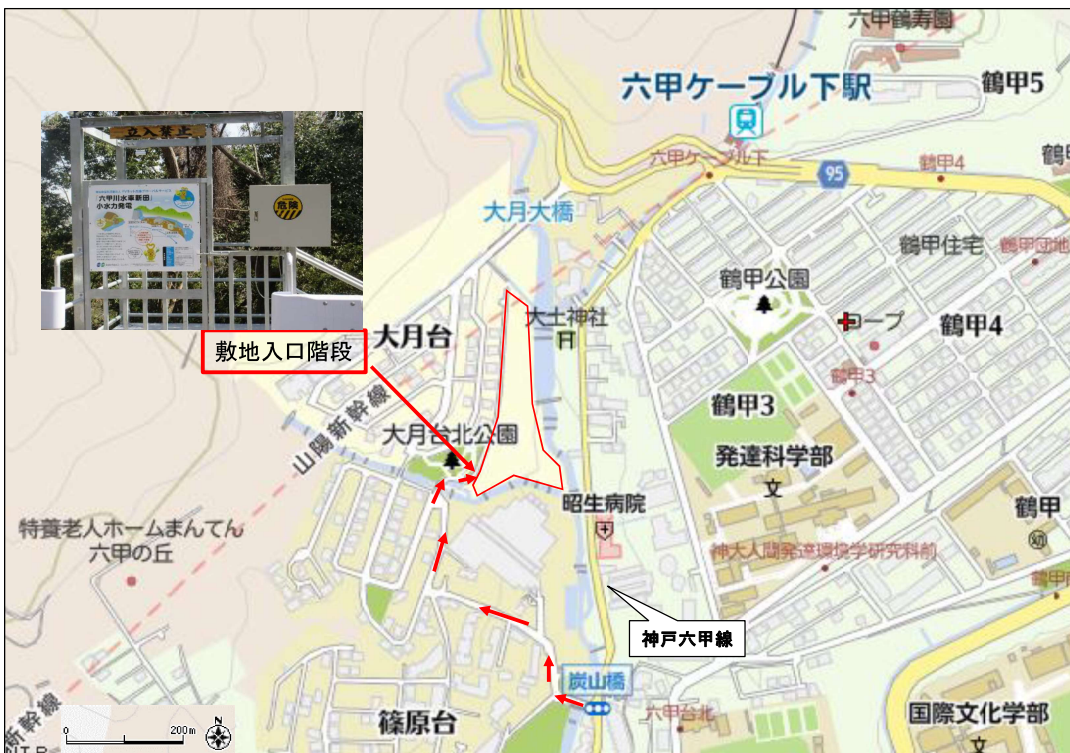 六甲鶴寿園
六甲ケーブル下駅
鶴甲5
六甲ケーブル下
95
鶴甲4
立入禁止
「六甲川水車新田」
小水力発電
危険
大月大橋
鶴甲住宅
鶴甲団地
鶴甲公園
大土神社
コープ
鶴甲4
大月台
敷地入口階段
鶴甲3
鶴甲3
山陽新幹線
大月台北公園
発達科学部
文
昭生病院
鶴甲
幼
特養老人ホームまんてん
六甲の丘
神大人間発達環境学研究科前
神戸六甲線
炭山橋
篠原台
六甲台北
国際文化学部
文
新幹線
200m
N